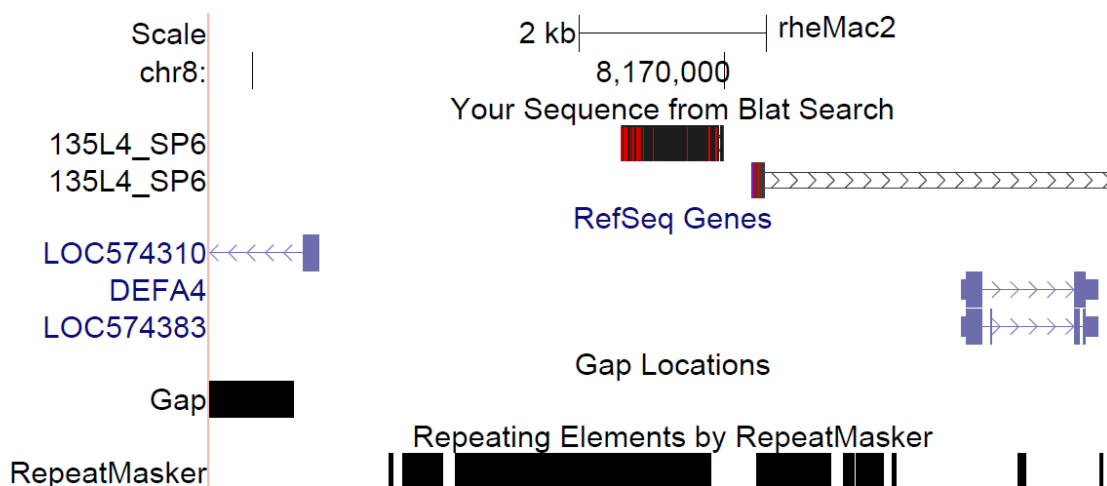 Scale 2 kb rheMac2
chr8: 8,170,000
Your Sequence from Blat Search
135L4_SP6
135L4_SP6
RefSeq Genes
LOC574310
DEFA4
LOC574383
Gap Locations
Gap
Repeating Elements by RepeatMasker
RepeatMasker